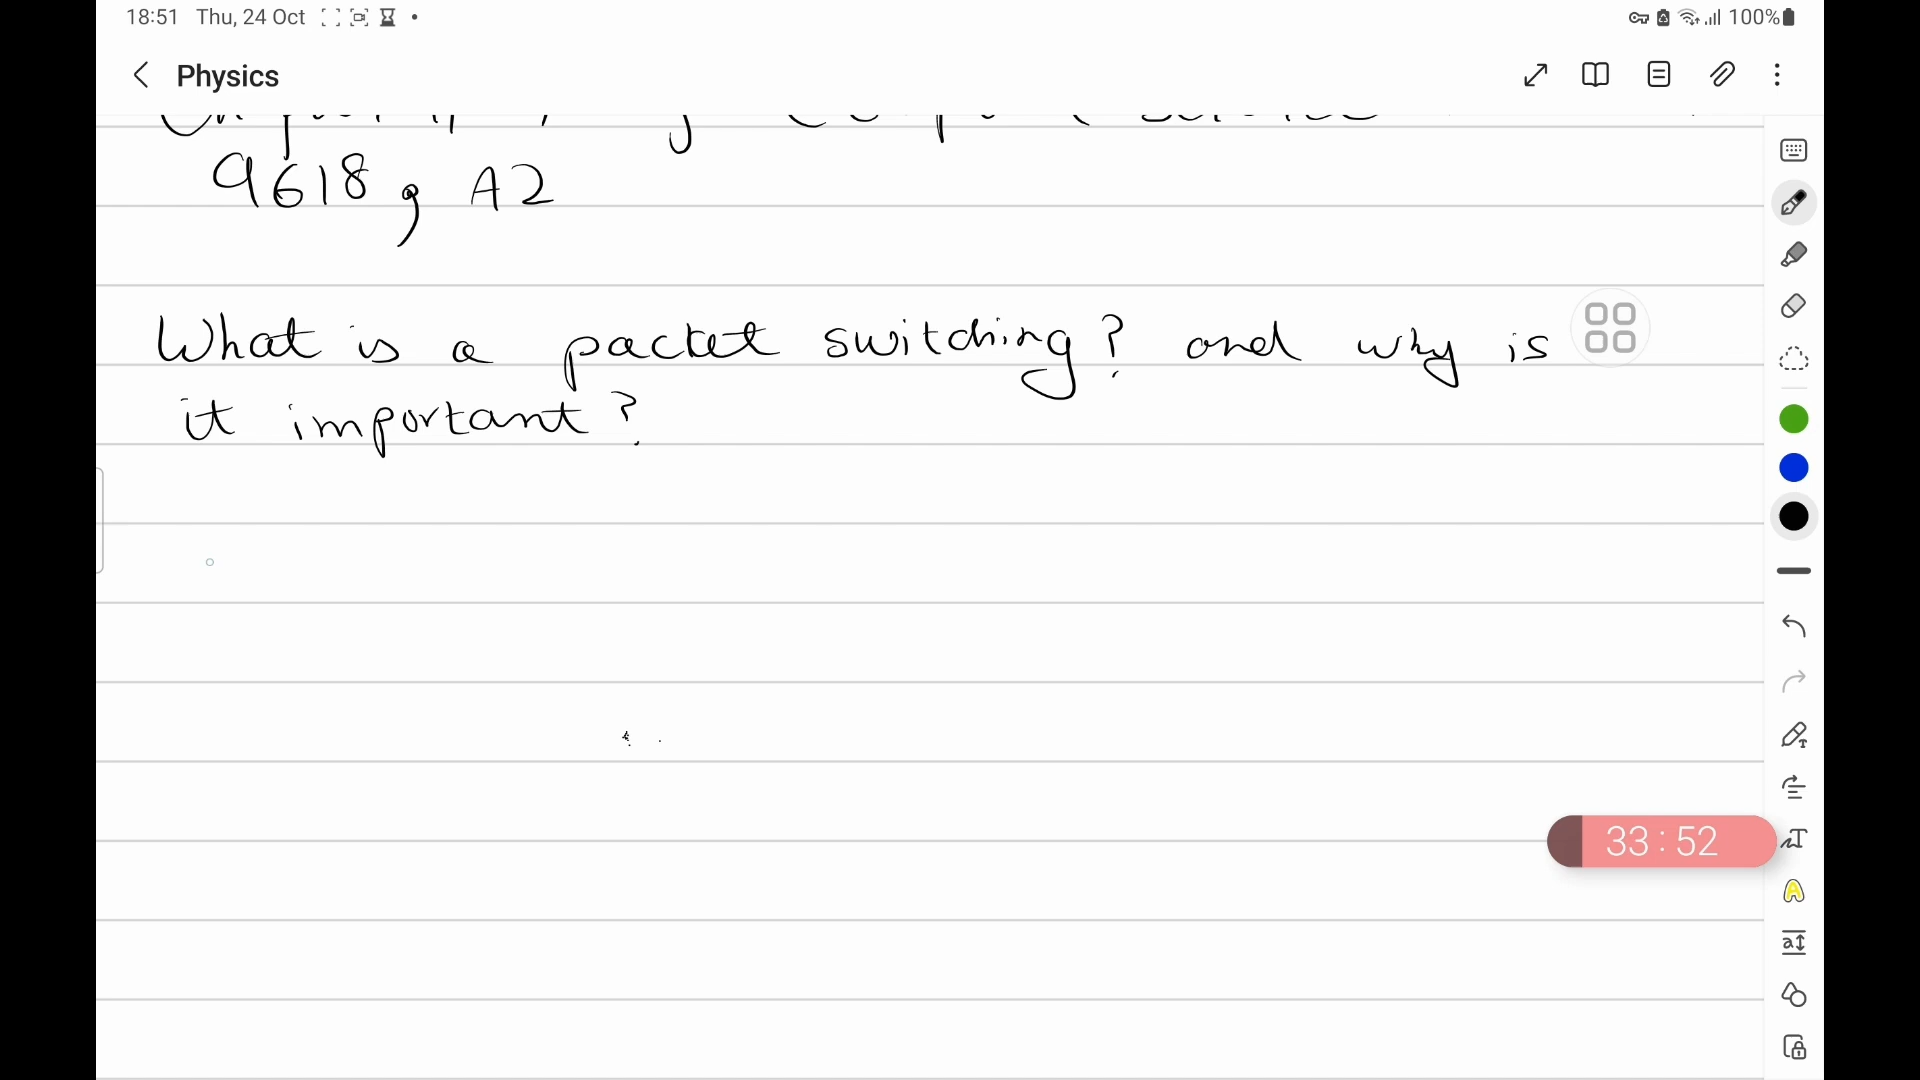 18:51 Thu, 24 Oct 100%
Physics
9618, A2
What is a packet switching? and why is
it important?
33:52